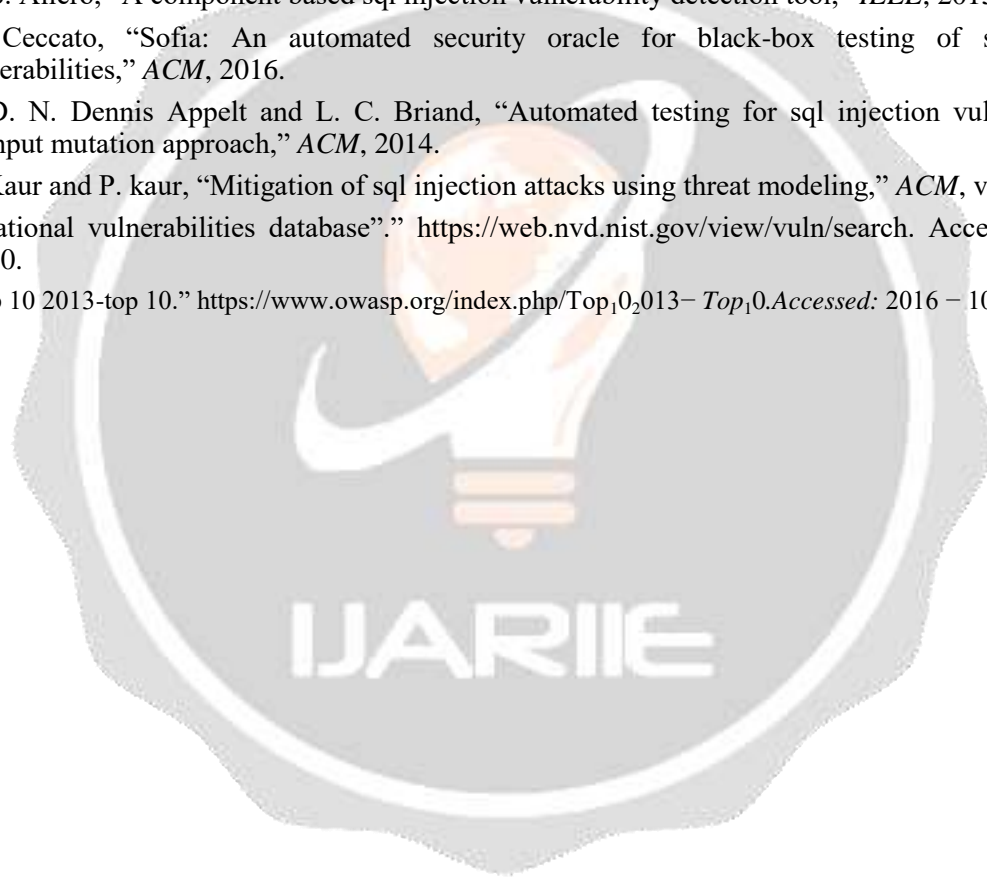 component based sql injection vulnerability detection tool,"
Ceccato, “Sofia: An automated security oracle for black-box testing of
erabilities,” ACM, 2016.
D. N. Dennis Appelt and L. C. Briand, “Automated testing for sql injection vul
nput mutation approach,” ACM, 2014.
Kaur and P. kaur, “Mitigation of sql injection attacks using threat modeling,” ACM, v
ational vulnerabilities database”.” https://web.nvd.nist.gov/view/vuln/search. Acce
0.
10 2013-top 10.” https://www.owasp.org/index.php/Top₁0₂013− Top₁0.Accessed: 2016 − 10
IJARIIE